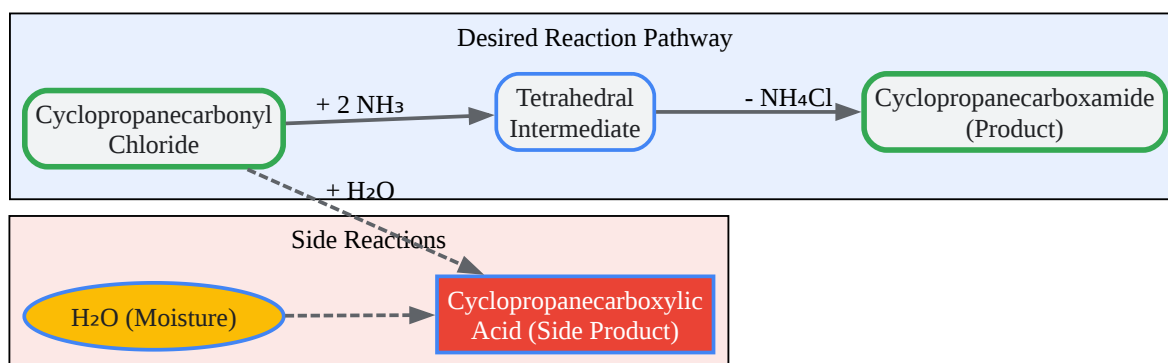 Desired Reaction Pathway
Cyclopropanecarbonyl
Chloride
+ 2 NH₃
Tetrahedral
Intermediate
- NH₄Cl
Cyclopropanecarboxamide
(Product)
+ H₂O
Side Reactions
H₂O (Moisture)
Cyclopropanecarboxylic
Acid (Side Product)